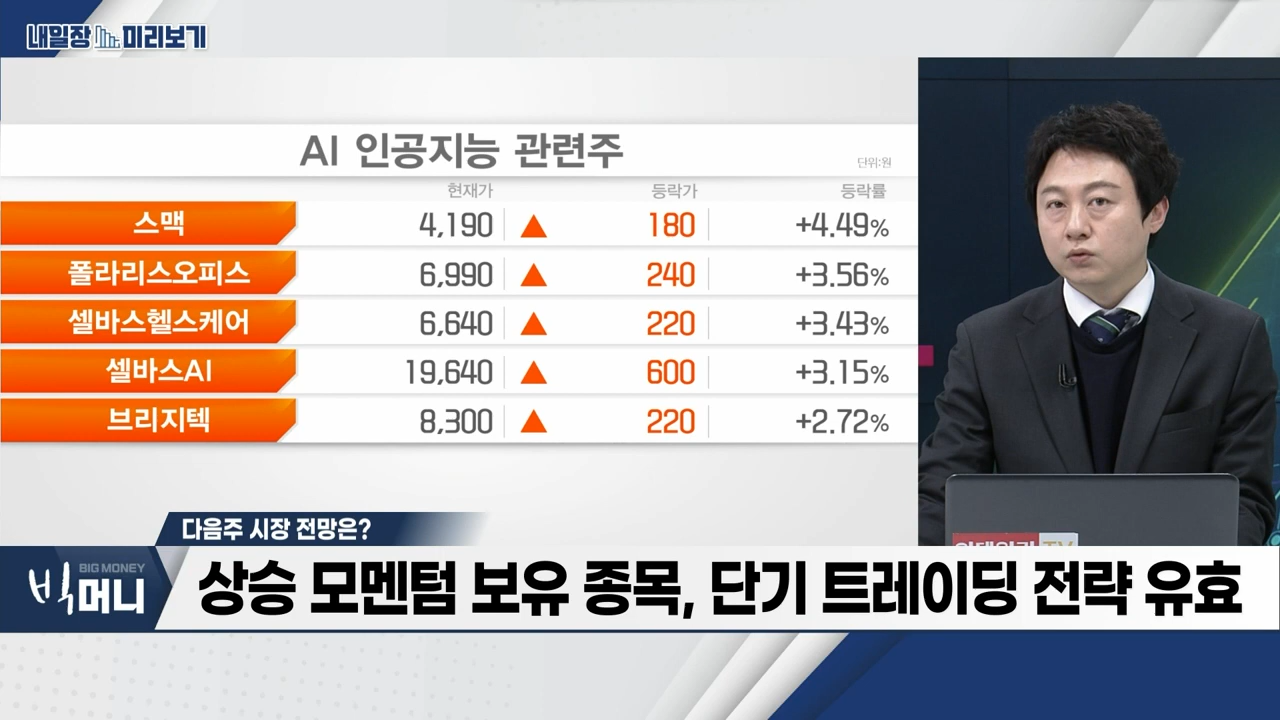 내일장 미리보기
AI 인공지능 관련주
단위:원
현재가 등락가 등락률
스맥 4,190 ▲ 180 +4.49%
폴라리스오피스 6,990 ▲ 240 +3.56%
셀바스헬스케어 6,640 ▲ 220 +3.43%
셀바스AI 19,640 ▲ 600 +3.15%
브리지텍 8,300 ▲ 220 +2.72%
다음주 시장 전망은?
BIG MONEY
빅머니
상승 모멘텀 보유 종목, 단기 트레이딩 전략 유효